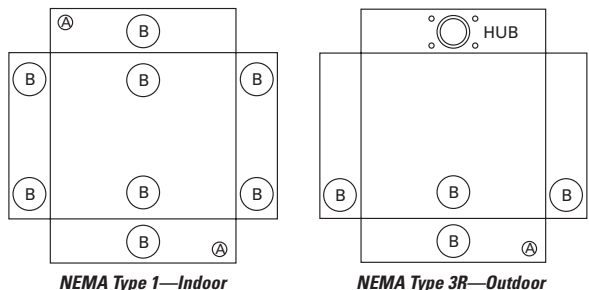 A B
HUB
B B B
B B B
B B B
B A
B A
NEMA Type 1—Indoor
NEMA Type 3R—Outdoor